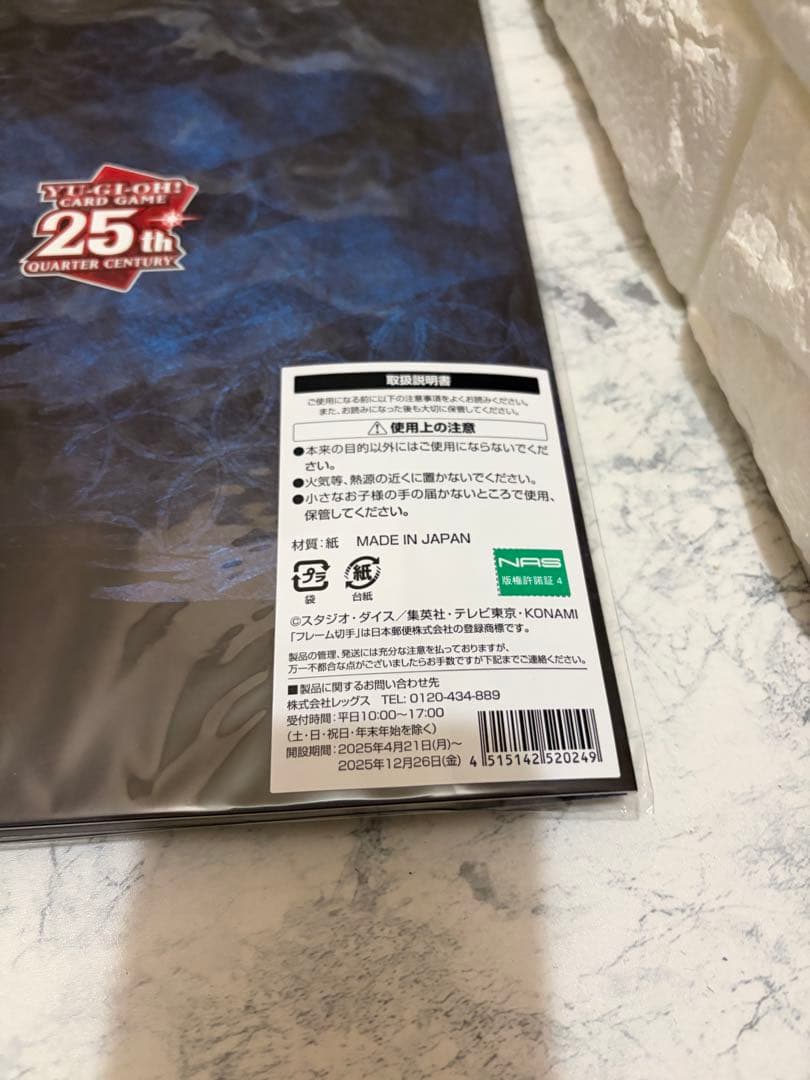 YU-GI-OH!
CARD GAME
25th
QUARTER CENTURY
取扱説明書
ご使用になる前に以下の注意事項をよくお読みください。
また、お読みになった後も大切に保管してください。
⚠使用上の注意
●本来の目的以外にはご使用にならないでくだ
さい。
●火気等、熱源の近くに置かないでください。
●小さなお子様の手の届かないところで使用、
保管してください。
材質:紙 MADE IN JAPAN
プラ
袋
紙
台紙
NAS
版権許諾証 4
©スタジオ・ダイス／集英社・テレビ東京・KONAMI
「フレーム切手」は日本郵便株式会社の登録商標です。
製品の管理、発送には充分な注意を払っておりますが、
万一不都合な点がございましたらお手数ですが下記までご連絡ください。
■製品に関するお問い合わせ先
株式会社レッグス TEL: 0120-434-889
受付時間:平日10:00～17:00
(土・日・祝日・年末年始を除く)
開設期間:2025年4月21日(月)～
2025年12月26日(金)
4 515142 520249